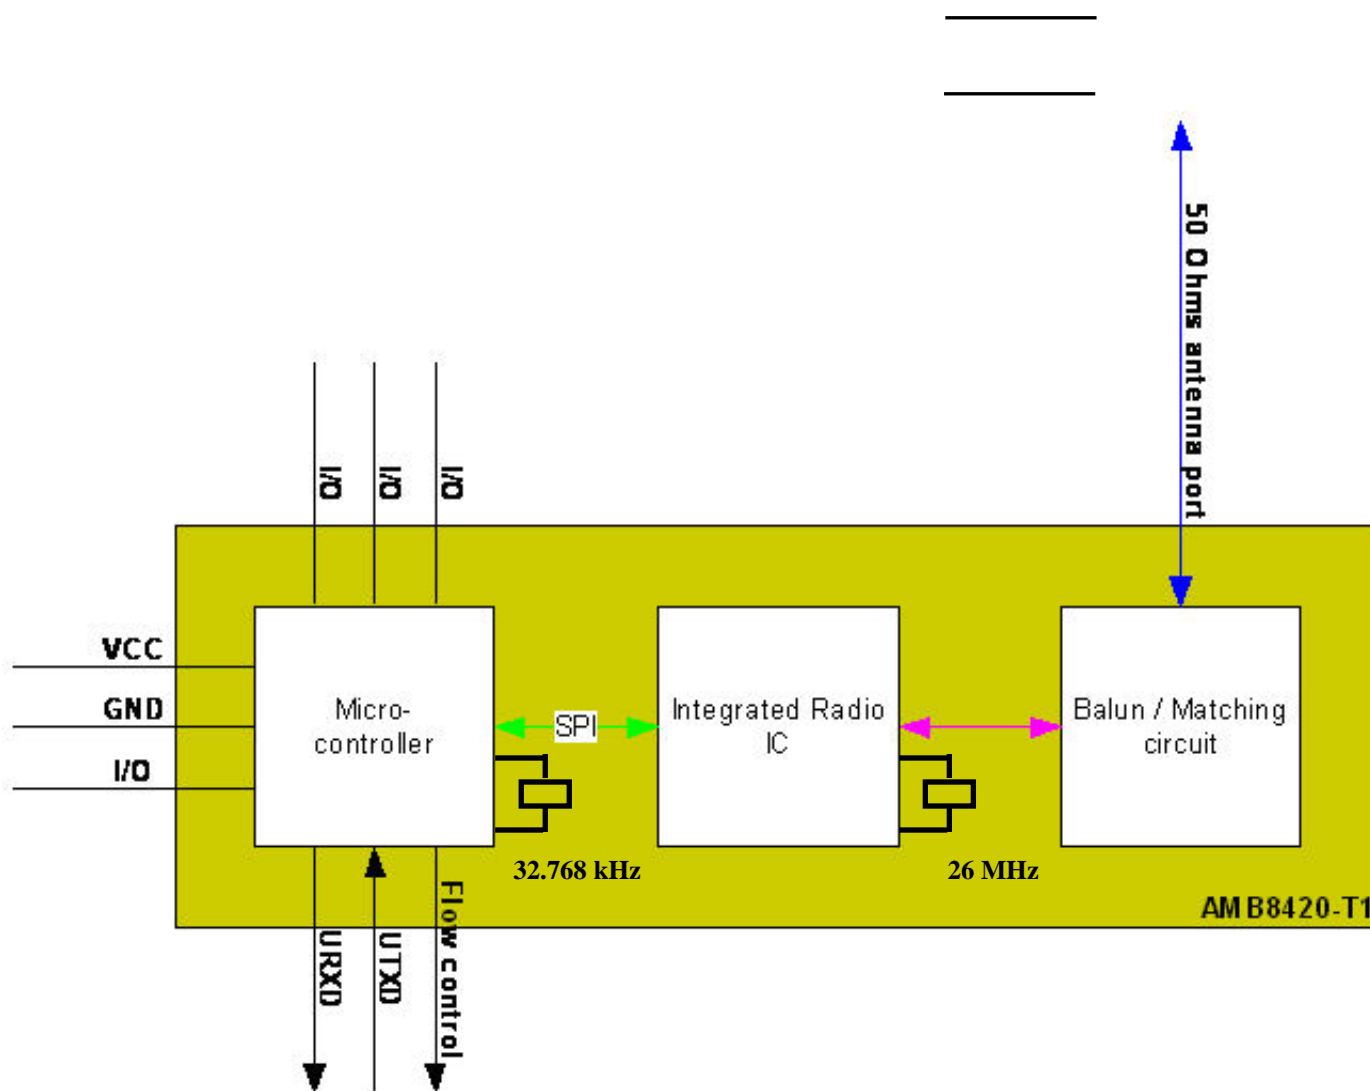 50 Ohms antenna port
I/O
I/O
I/O
VCC
GND
I/O
Micro-
controller
SPI
Integrated Radio
IC
Balun / Matching
circuit
32.768 kHz
26 MHz
AMB8420-T1
URXD
UTXD
Flow control